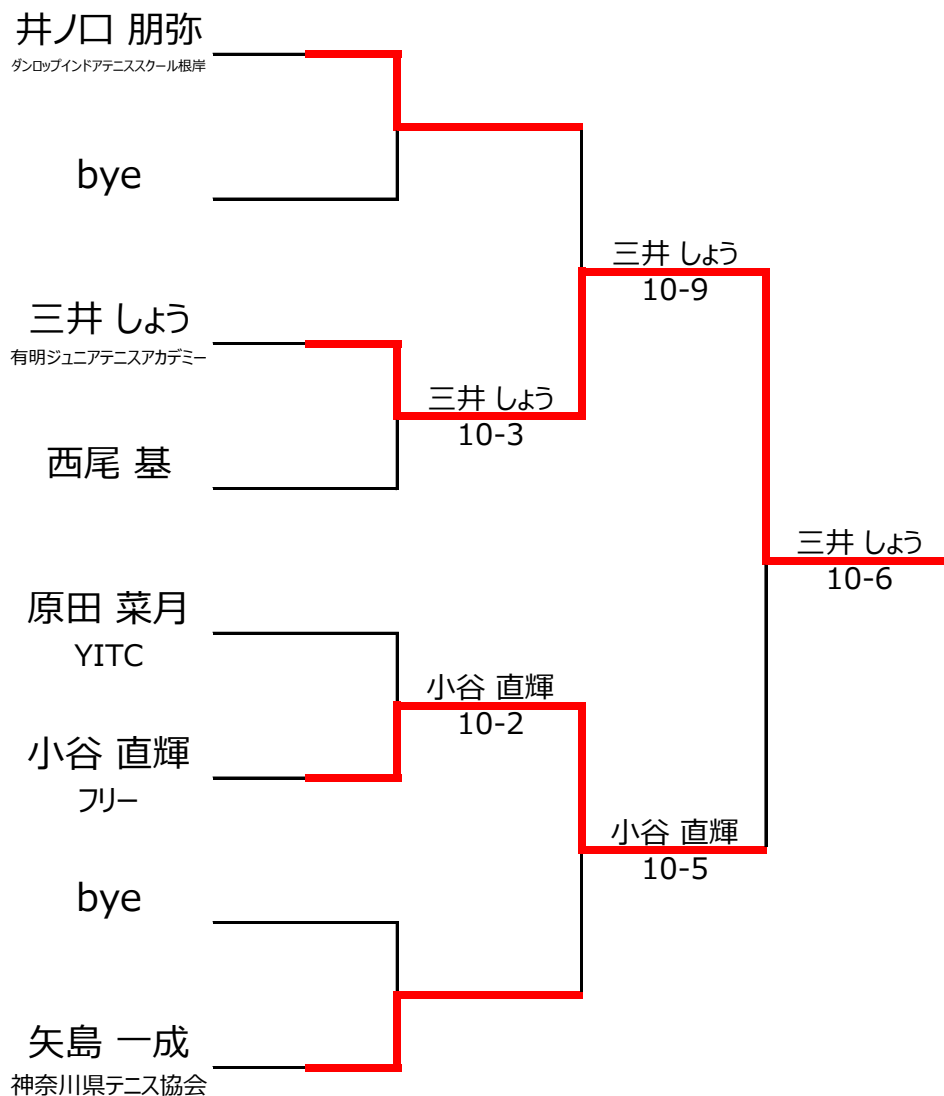 井ノ口 朋弥
ダンロップインドアテニススクール根岸
bye
三井 しょう
有明ジュニアテニスアカデミー
西尾 基
原田 菜月
YITC
小谷 直輝
フリー
bye
矢島 一成
神奈川県テニス協会
三井 しょう
10-3
小谷 直輝
10-2
三井 しょう
10-9
小谷 直輝
10-5
三井 しょう
10-6